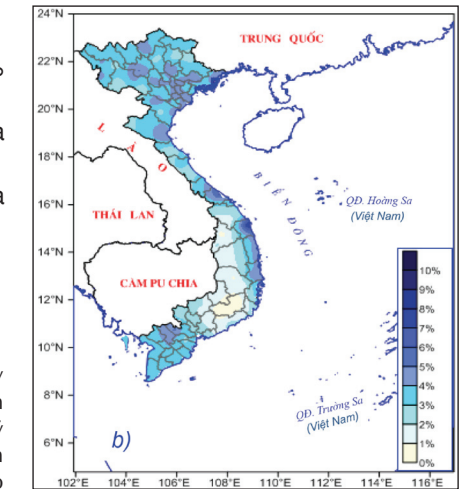 24°N
22°N
20°N
18°N
16°N
14°N
12°N
10°N
8°N
6°N
TRUNG QUỐC
LÀO
BIỂN ĐÔNG
THÁI LAN
QĐ. Hoàng Sa
(Việt Nam)
CĂM PU CHIA
QĐ. Trường Sa
(Việt Nam)
10%
9%
8%
7%
6%
5%
4%
3%
2%
1%
0%
b)
102°E 104°E 106°E 108°E 110°E 112°E 114°E 116°E